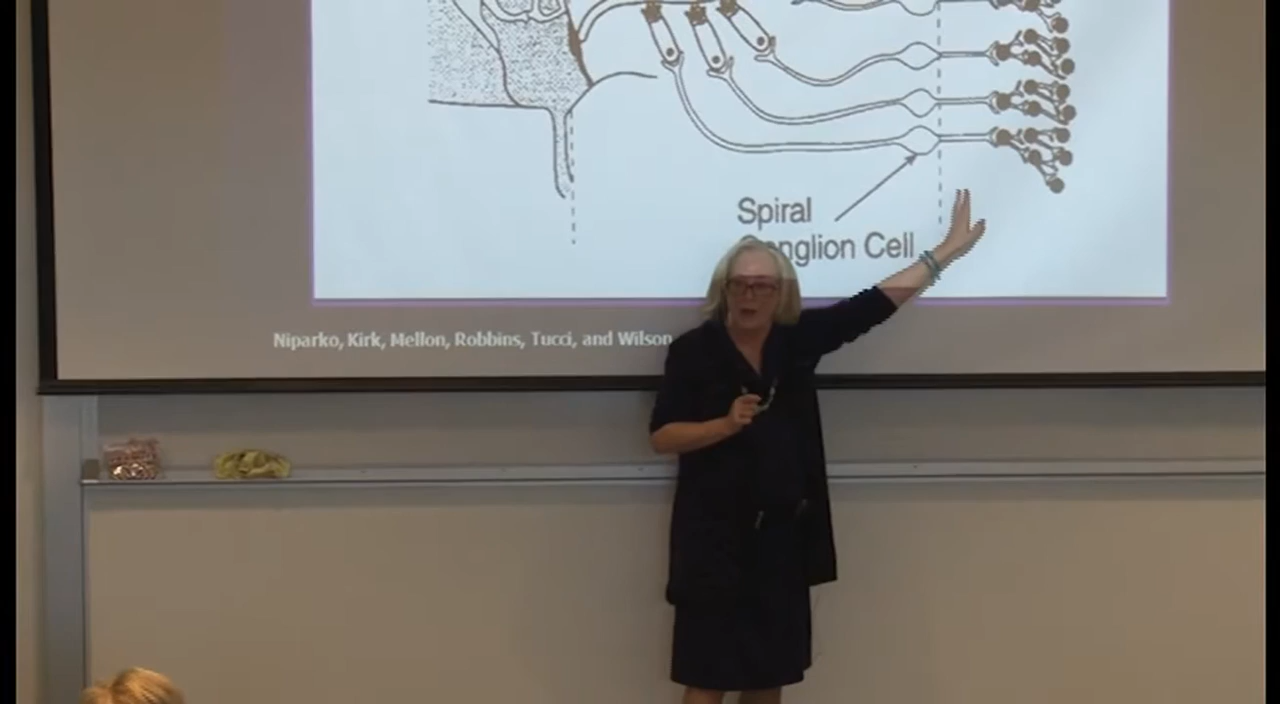 Spiral
Ganglion Cell
Niparko, Kirk, Mellon, Robbins, Tucci, and Wilson